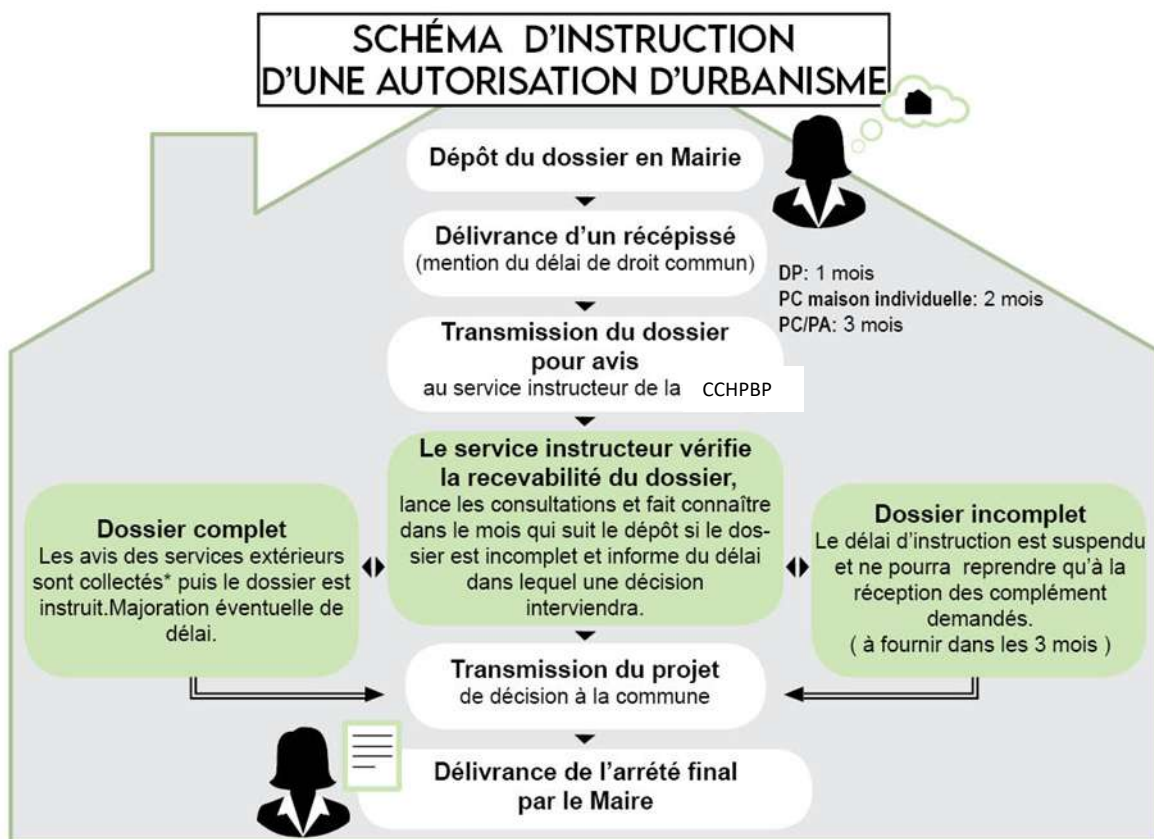 SCHÉMA D'INSTRUCTION
D'UNE AUTORISATION D'URBANISME
Dépôt du dossier en Mairie
Délivrance d'un récépissé
(mention du délai de droit commun)
DP: 1 mois
PC maison individuelle: 2 mois
PC/PA: 3 mois
Transmission du dossier
pour avis
au service instructeur de la CCHPBP
Le service instructeur vérifie
la recevabilité du dossier,
lance les consultations et fait connaître
dans le mois qui suit le dépôt si le dos-
sier est incomplet et informe du délai
dans lequel une décision
interviendra.
Dossier complet
Les avis des services extérieurs
sont collectés* puis le dossier est
instruit.Majoration éventuelle de
délai.
Dossier incomplet
Le délai d'instruction est suspendu
et ne pourra reprendre qu'à la
réception des complément
demandés.
( à fournir dans les 3 mois )
Transmission du projet
de décision à la commune
Délivrance de l'arrété final
par le Maire